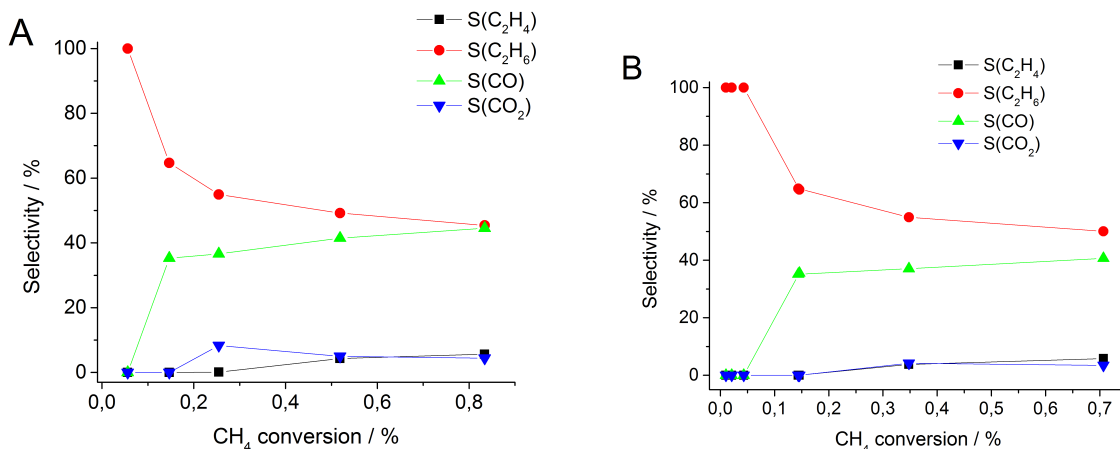 A
S(C₂H₄)
S(C₂H₆)
S(CO)
S(CO₂)
100
80
60
40
20
0
Selectivity / %
0,0 0,2 0,4 0,6 0,8
CH₄ conversion / %
B
S(C₂H₄)
S(C₂H₆)
S(CO)
S(CO₂)
100
80
60
40
20
0
Selectivity / %
0,0 0,1 0,2 0,3 0,4 0,5 0,6 0,7
CH₄ conversion / %